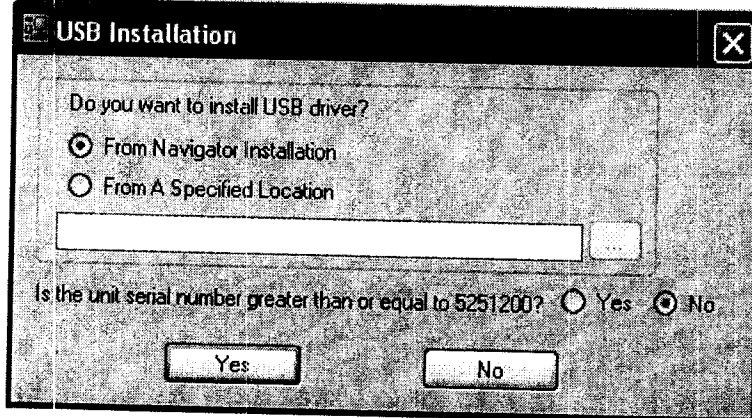 USB Installation
Do you want to install USB driver?
From Navigator Installation
From A Specified Location
...
Is the unit serial number greater than or equal to 5251200? Yes No
Yes No